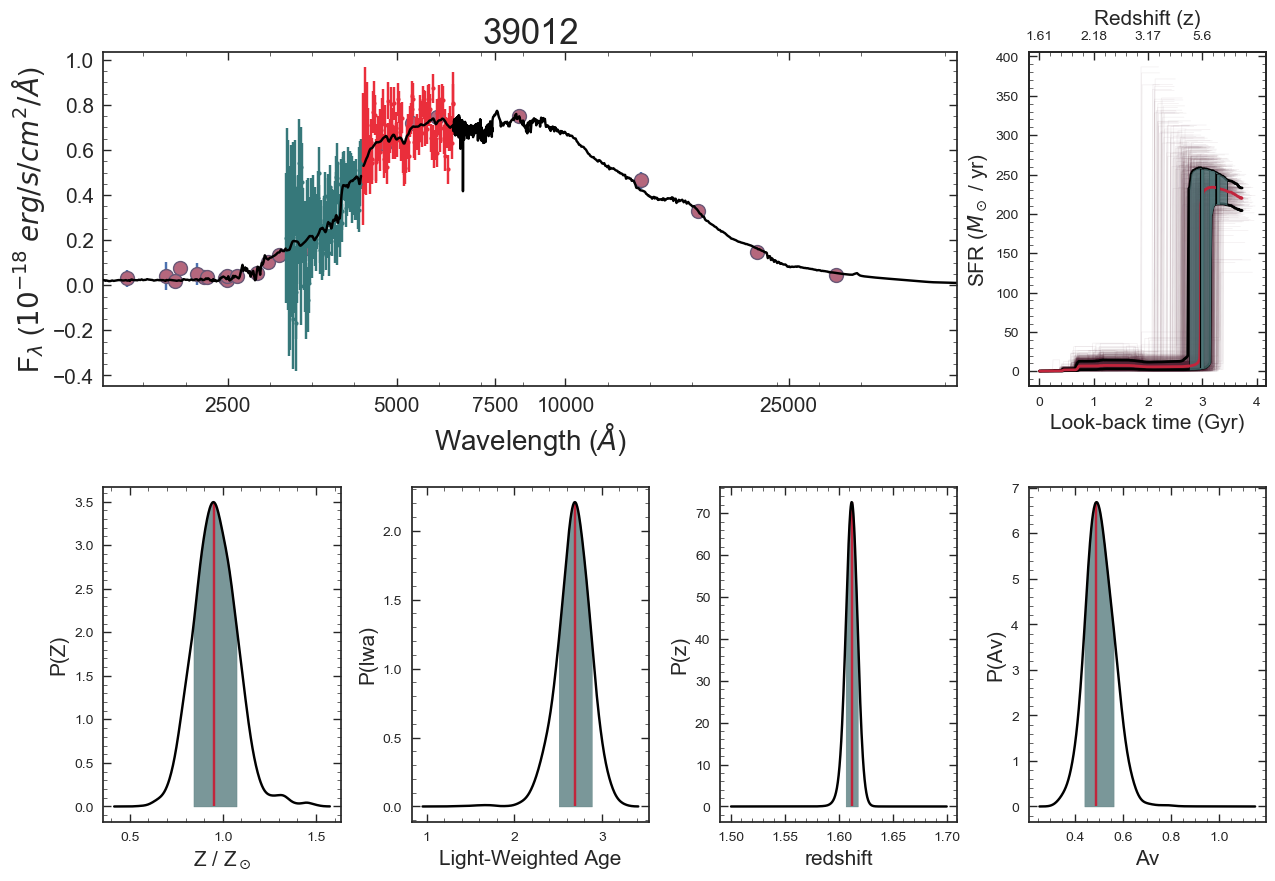 39012
Redshift (z)
1.61 2.18 3.17 5.6
F_λ (10^−18 erg/s/cm^2/Å)
1.0
0.8
0.6
0.4
0.2
0.0
−0.2
−0.4
2500 5000 7500 10000 25000
Wavelength (Å)
SFR (M_⊙ / yr)
400
350
300
250
200
150
100
50
0
0 1 2 3 4
Look-back time (Gyr)
P(Z)
3.5
3.0
2.5
2.0
1.5
1.0
0.5
0.0
0.5 1.0 1.5
Z / Z_⊙
P(lwa)
2.0
1.5
1.0
0.5
0.0
1 2 3
Light-Weighted Age
P(z)
70
60
50
40
30
20
10
0
1.50 1.55 1.60 1.65 1.70
redshift
P(Av)
7
6
5
4
3
2
1
0
0.4 0.6 0.8 1.0
Av